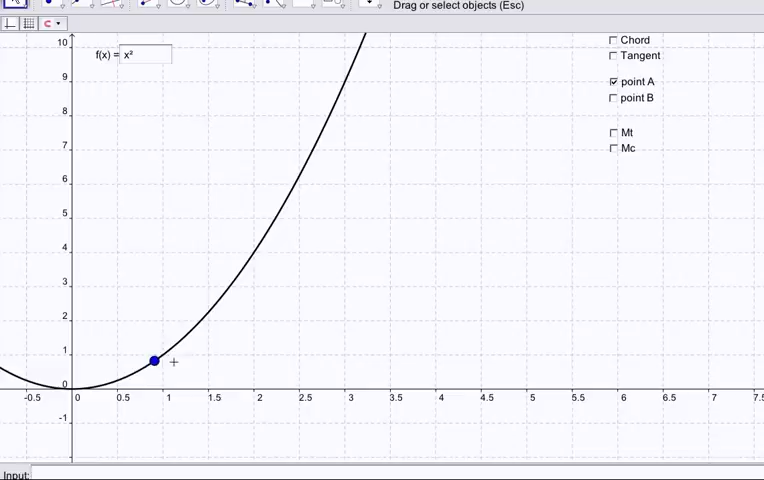 Drag or select objects (Esc)
f(x) = x²
Chord
Tangent
point A
point B
Mt
Mc
10
9
8
7
6
5
4
3
2
1
0
-1
-0.5 0 0.5 1 1.5 2 2.5 3 3.5 4 4.5 5 5.5 6 6.5 7 7.5
Input: